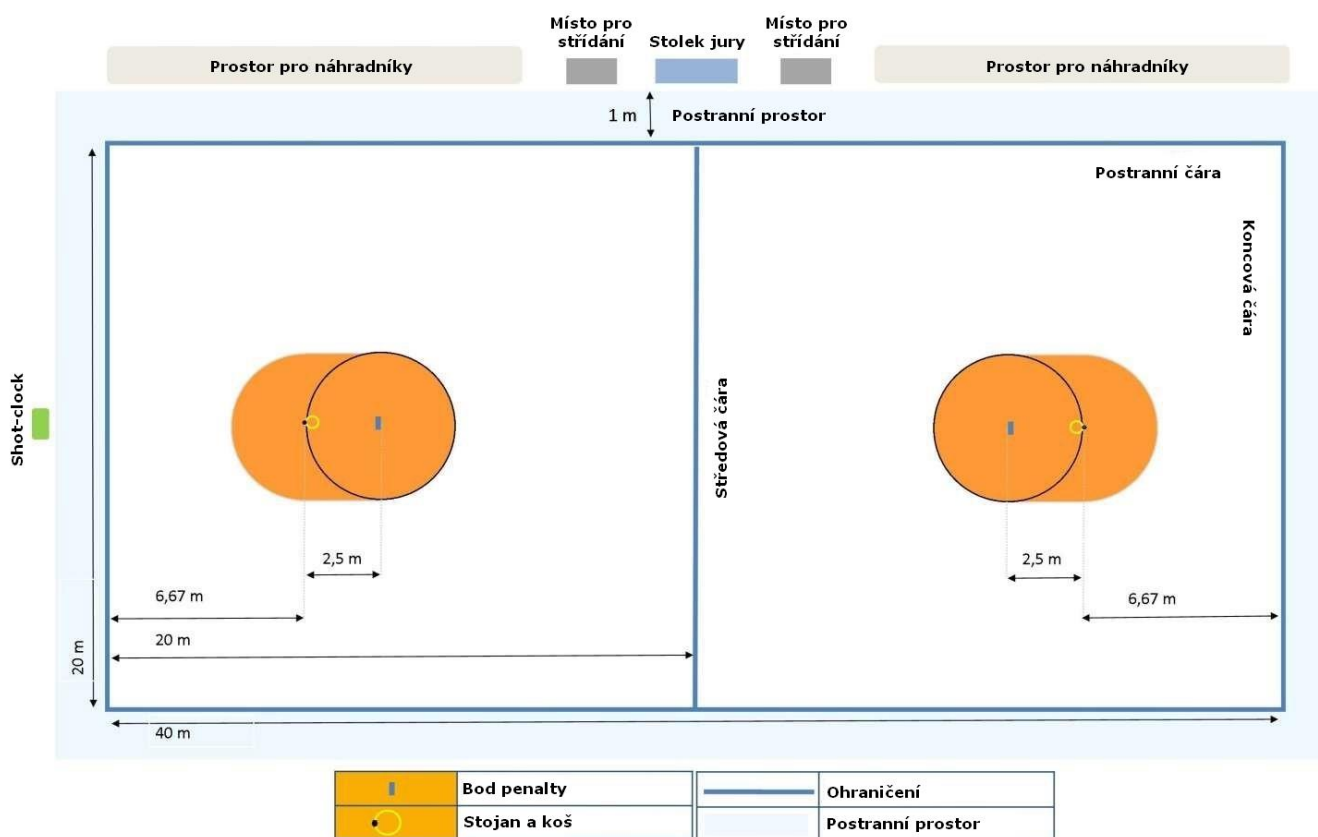 Místo pro
střídání
Stolek jury
Místo pro
střídání
Prostor pro náhradníky
Prostor pro náhradníky
1 m
Postranní prostor
Postranní čára
Koncová čára
Shot-clock
Středová čára
2,5 m
2,5 m
6,67 m
6,67 m
20 m
20 m
40 m
Bod penalty
Ohraničení
Stojan a koš
Postranní prostor